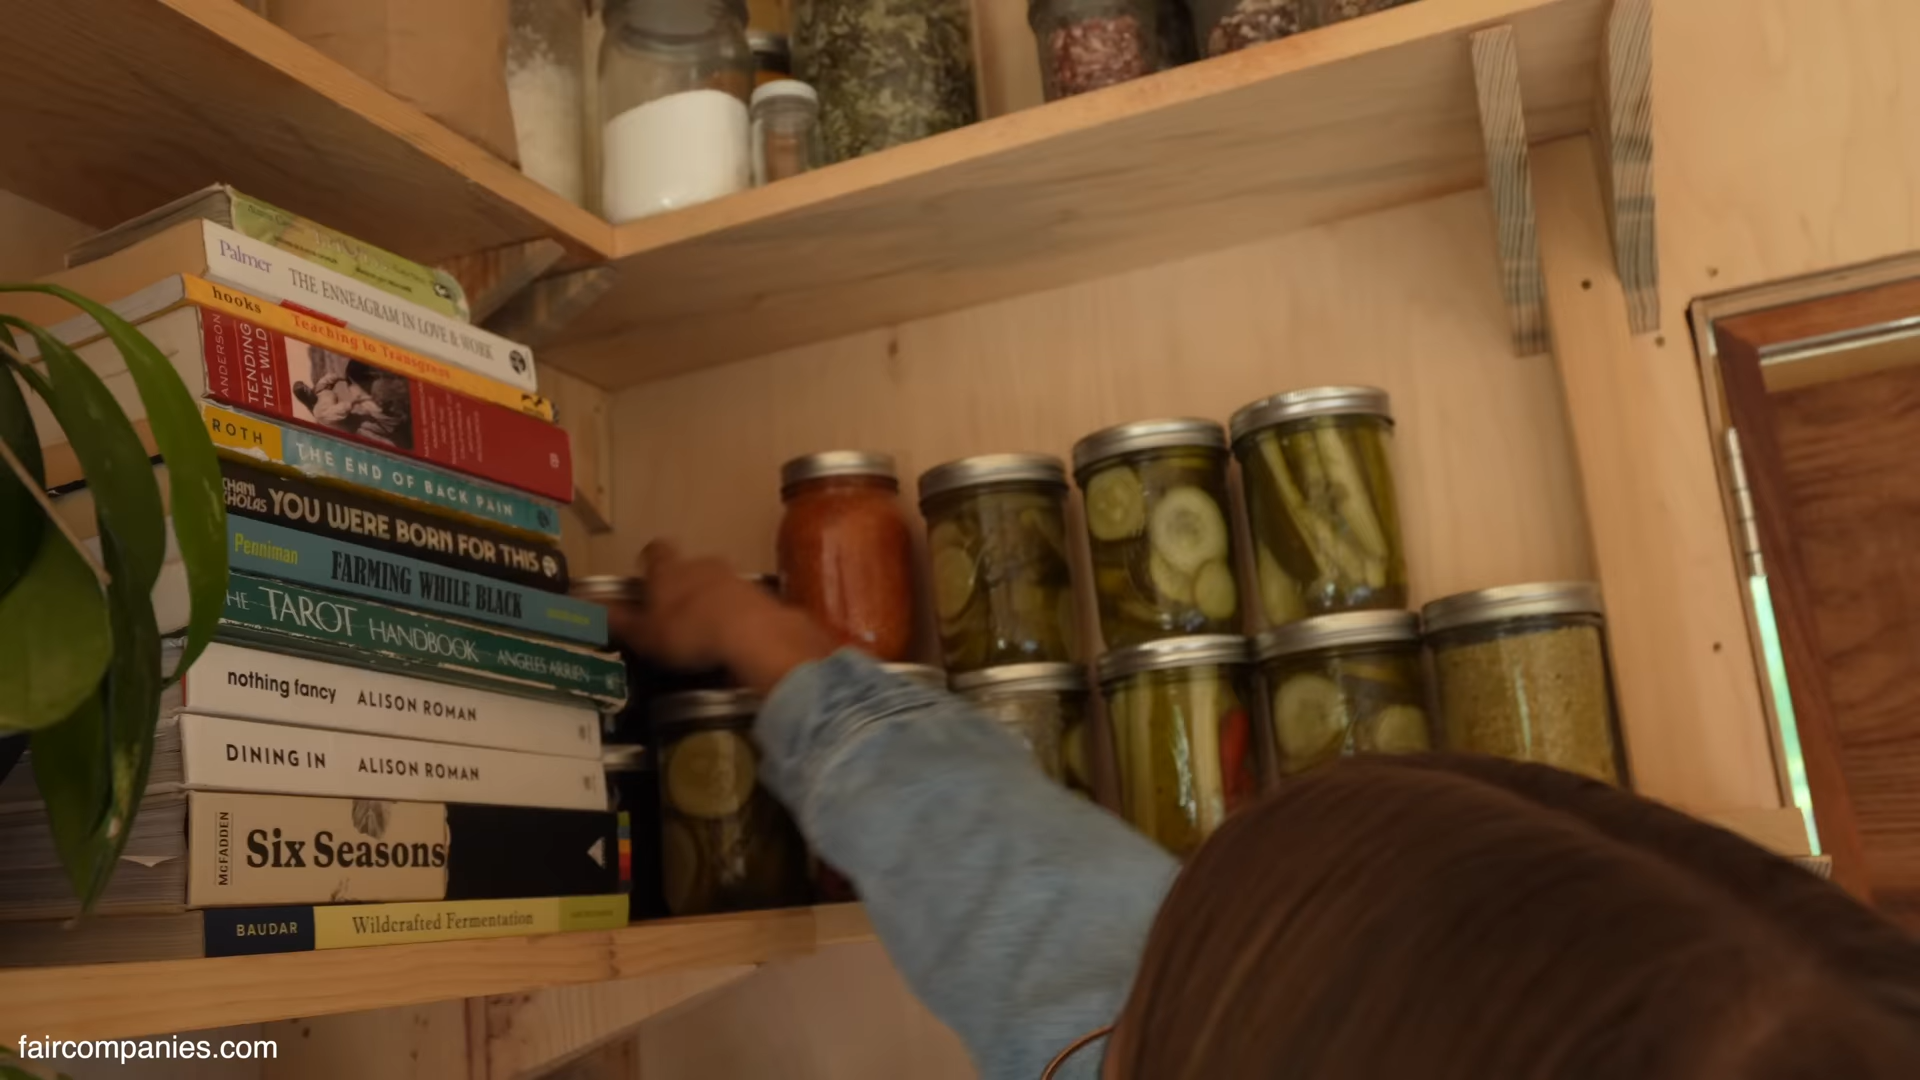 Palmer THE ENNEAGRAM IN LOVE & WORK
hooks Teaching to Transgress
ANDERSON TENDING THE WILD
ROTH THE END OF BACK PAIN
CHANI NICHOLAS YOU WERE BORN FOR THIS
Penniman FARMING WHILE BLACK
THE TAROT HANDBOOK ANGELES ARRIEN
nothing fancy ALISON ROMAN
DINING IN ALISON ROMAN
McFADDEN Six Seasons
BAUDAR Wildcrafted Fermentation
faircompanies.com